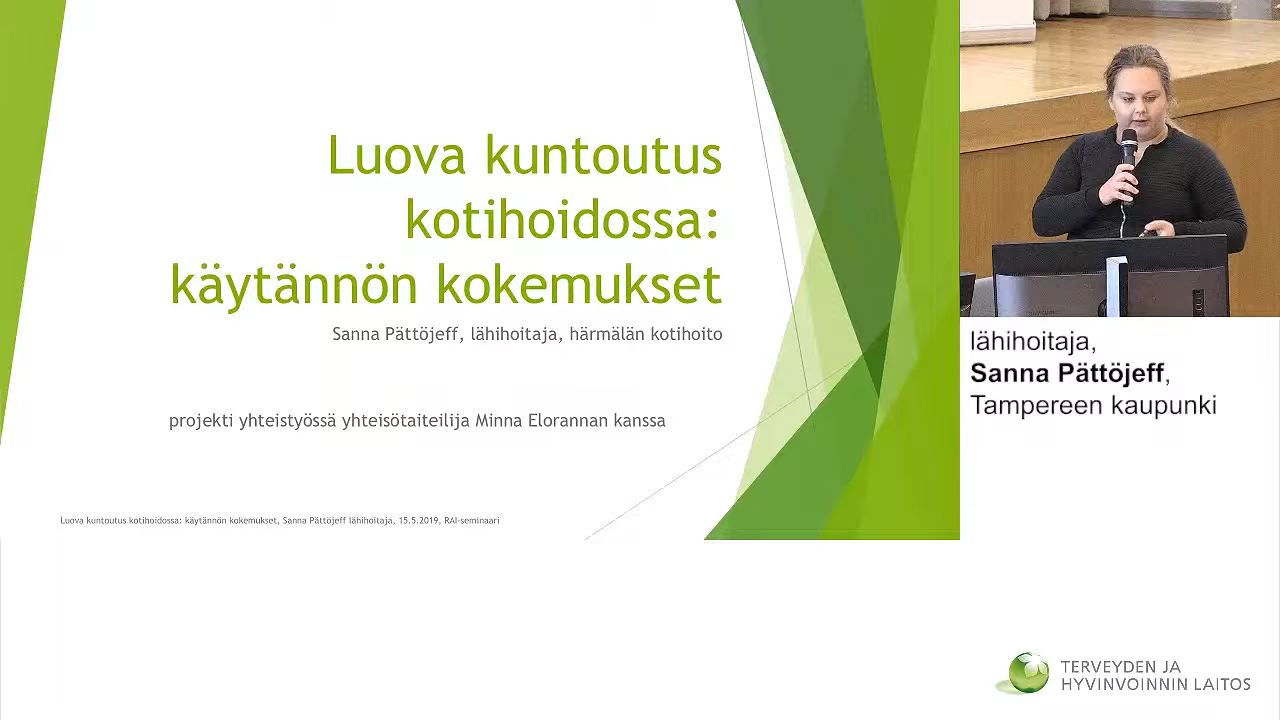 Luova kuntoutus
kotihoidossa:
käytännön kokemukset
Sanna Pättöjeff, lähihoitaja, härmälän kotihoito
projekti yhteistyössä yhteisötaiteilija Minna Elorannan kanssa
Luova kuntoutus kotihoidossa: käytännön kokemukset, Sanna Pättöjeff lähihoitaja, 15.5.2019, RAI-seminaari
lähihoitaja,
Sanna Pättöjeff,
Tampereen kaupunki
TERVEYDEN JA
HYVINVOINNIN LAITOS